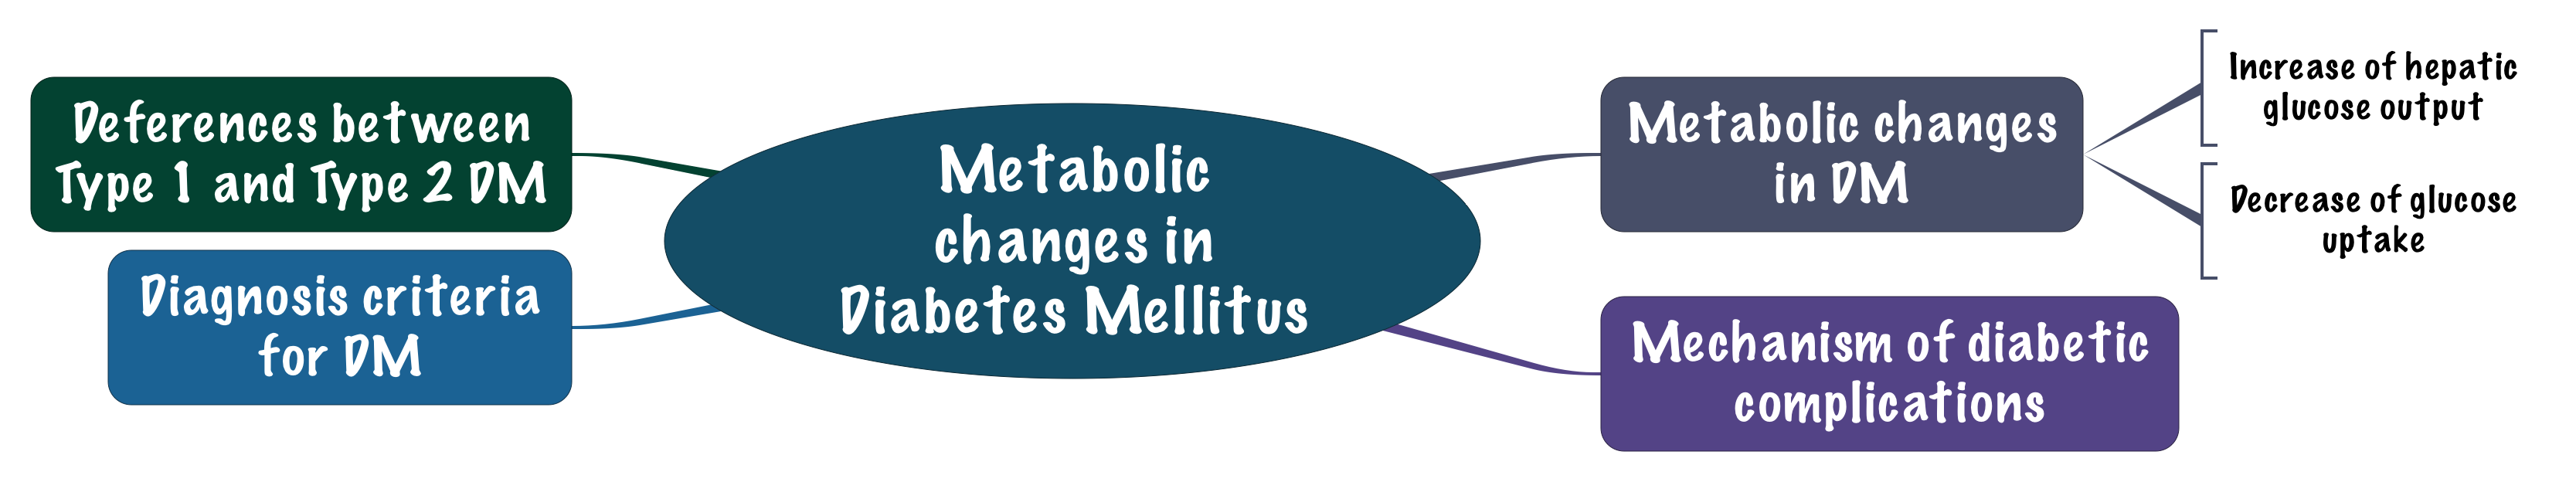 Deferences between
Type 1 and Type 2 DM
Diagnosis criteria
for DM
Metabolic
changes in
Diabetes Mellitus
Metabolic changes
in DM
Increase of hepatic
glucose output
Decrease of glucose
uptake
Mechanism of diabetic
complications